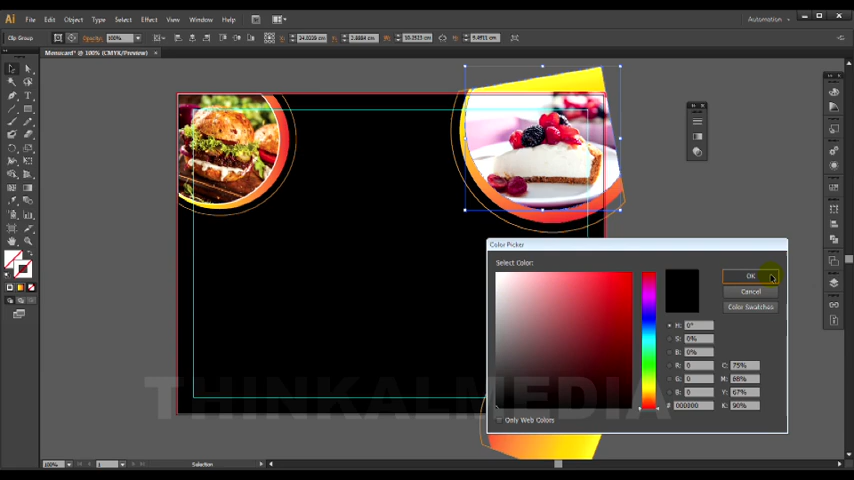 Ai File Edit Object Type Select Effect View Window Help Automation
Clip Group Opacity: 100%
Menucard* @ 100% (CMYK/Preview) ×
Color Picker
Select Color:
OK
Cancel
Color Swatches
H: 0°
S: 0%
B: 0%
R: 0 C: 75%
G: 0 M: 68%
B: 0 Y: 67%
# 000000 K: 90%
Only Web Colors
THINKALMEDIA
100% 1 Selection